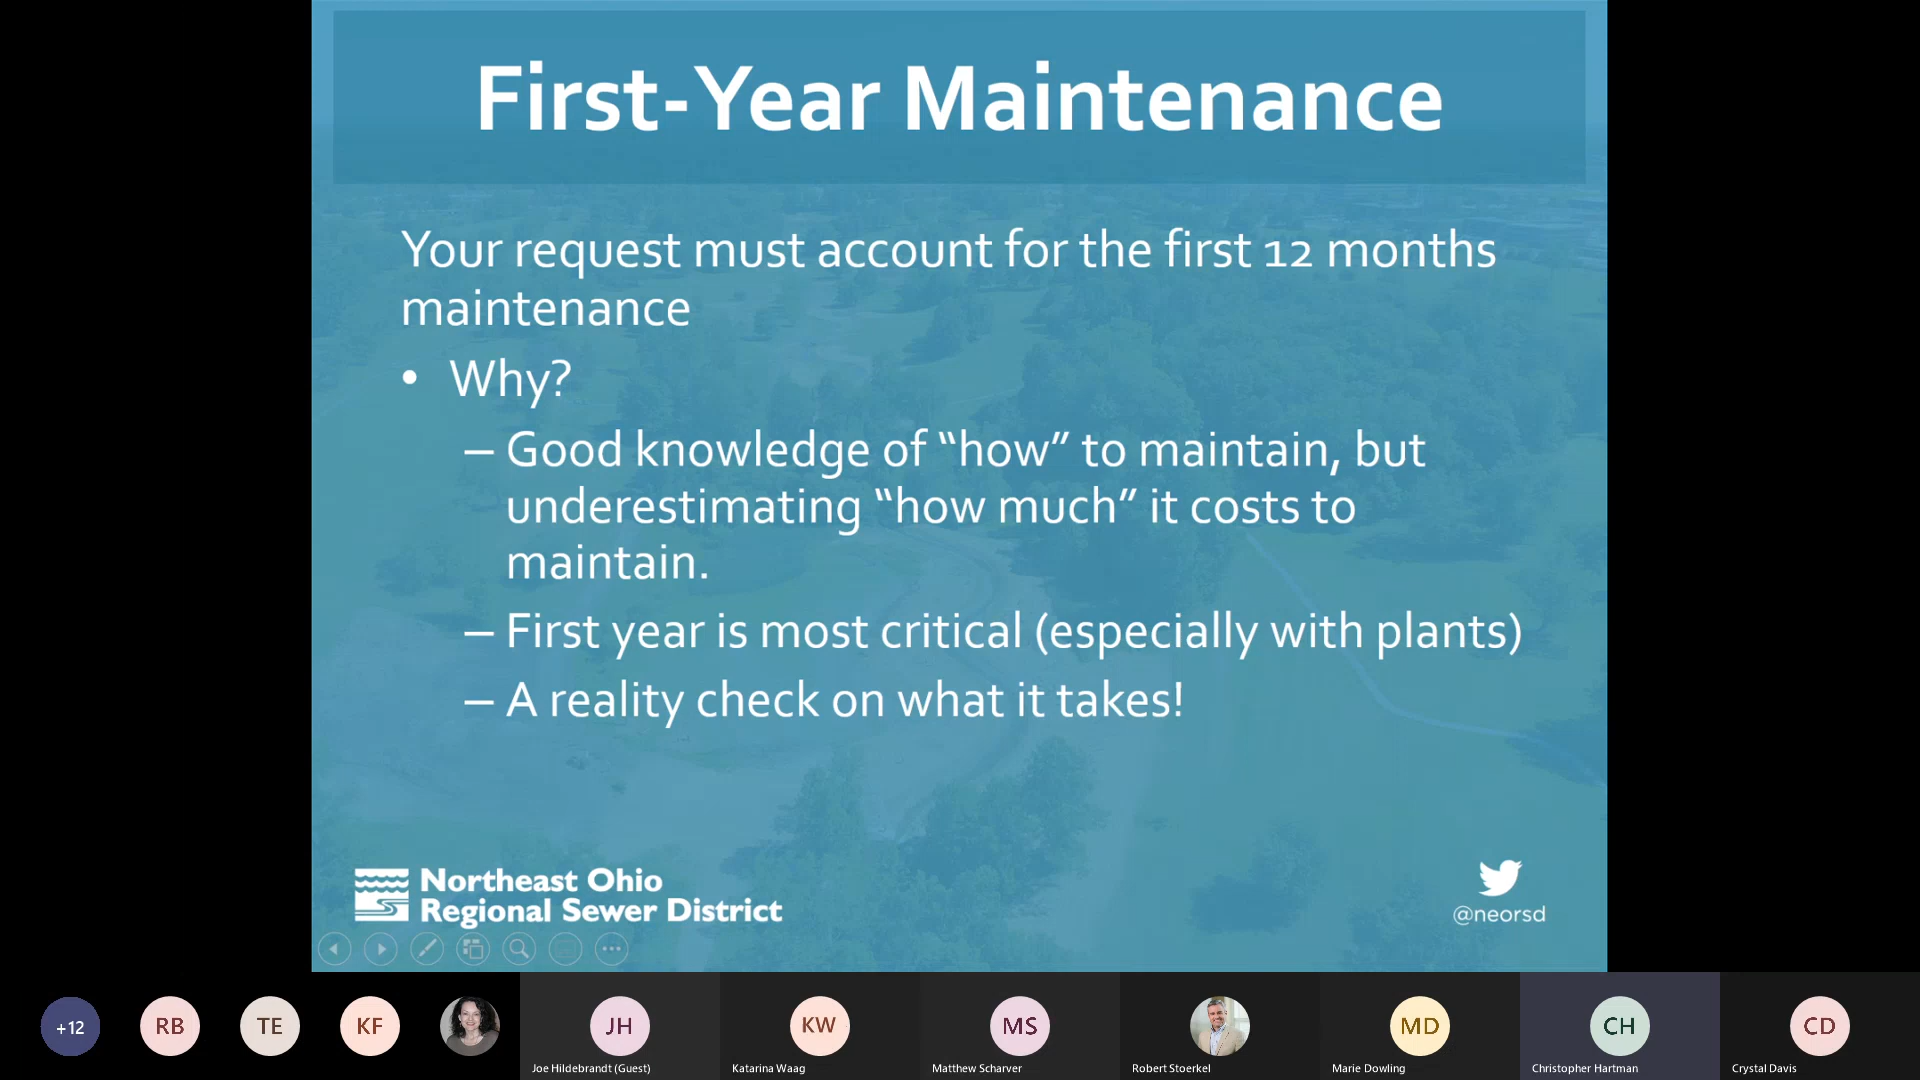 First-Year Maintenance
Your request must account for the first 12 months
maintenance
• Why?
– Good knowledge of “how” to maintain, but
underestimating “how much” it costs to
maintain.
– First year is most critical (especially with plants)
– A reality check on what it takes!
Northeast Ohio
Regional Sewer District
@neorsd
+12
RB
TE
KF
JH
KW
MS
MD
CH
CD
Joe Hildebrandt (Guest)
Katarina Waag
Matthew Scharver
Robert Stoerkel
Marie Dowling
Christopher Hartman
Crystal Davis